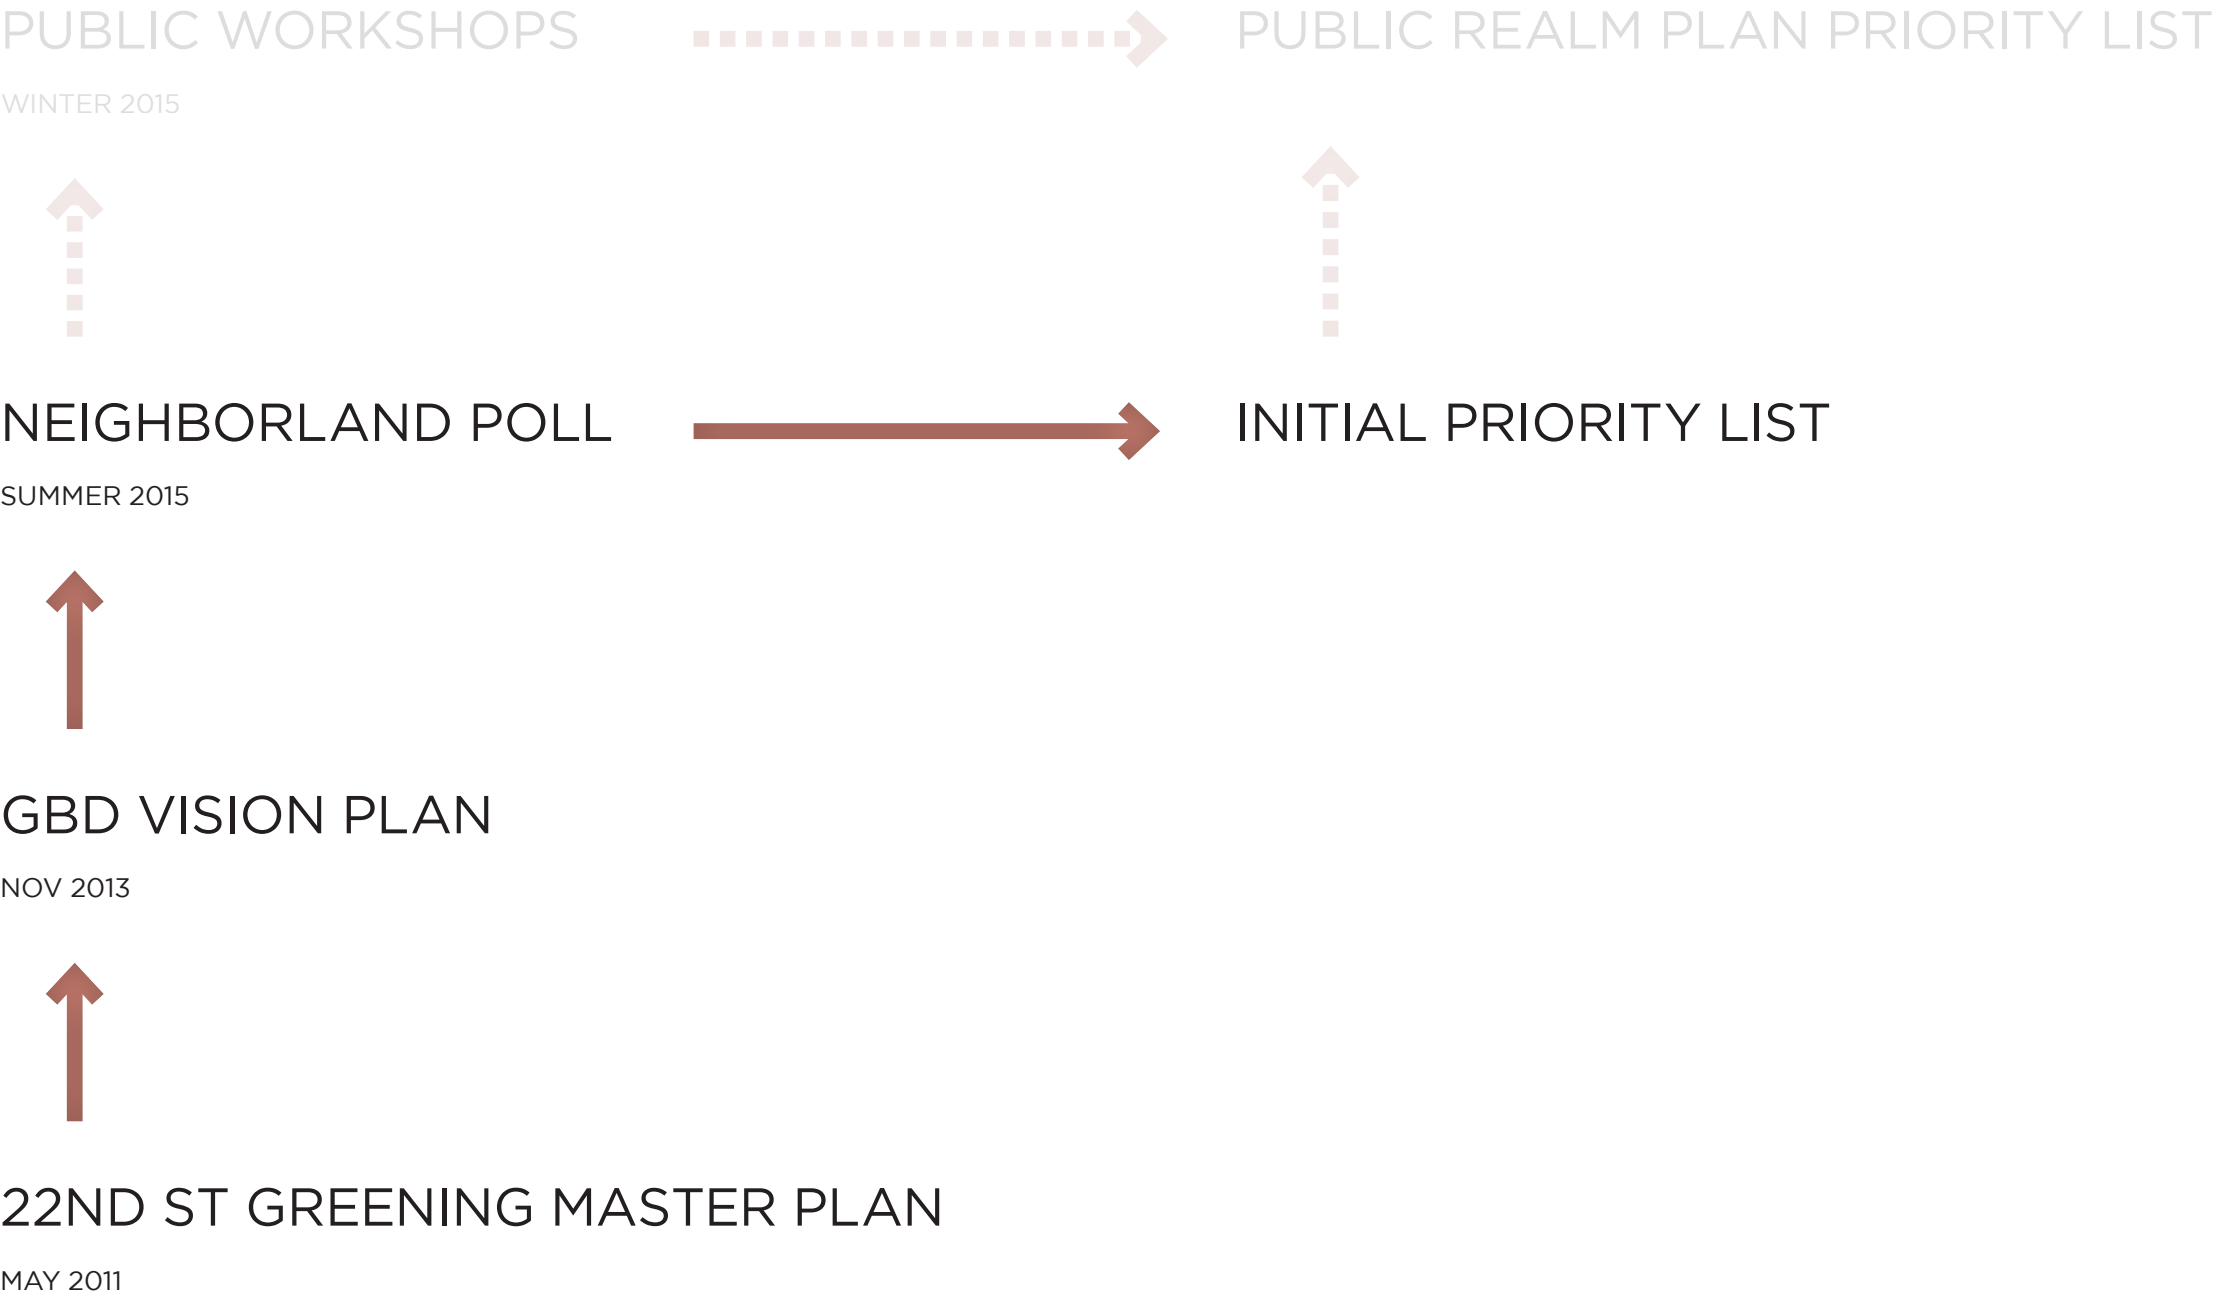 PUBLIC WORKSHOPS
PUBLIC REALM PLAN PRIORITY LIST
WINTER 2015
NEIGHBORLAND POLL
INITIAL PRIORITY LIST
SUMMER 2015
GBD VISION PLAN
NOV 2013
22ND ST GREENING MASTER PLAN
MAY 2011